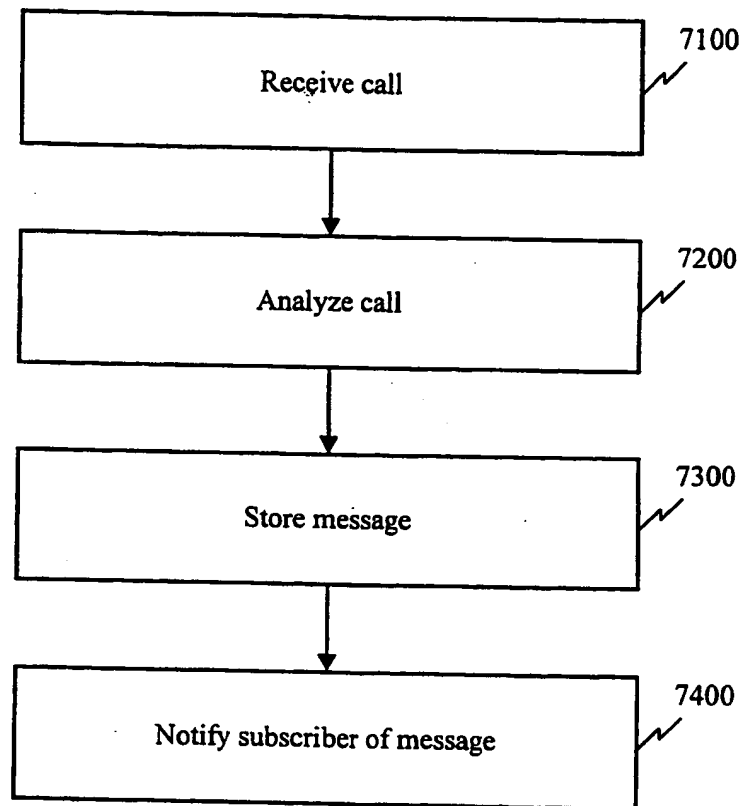 7100
Receive call
7200
Analyze call
7300
Store message
7400
Notify subscriber of message